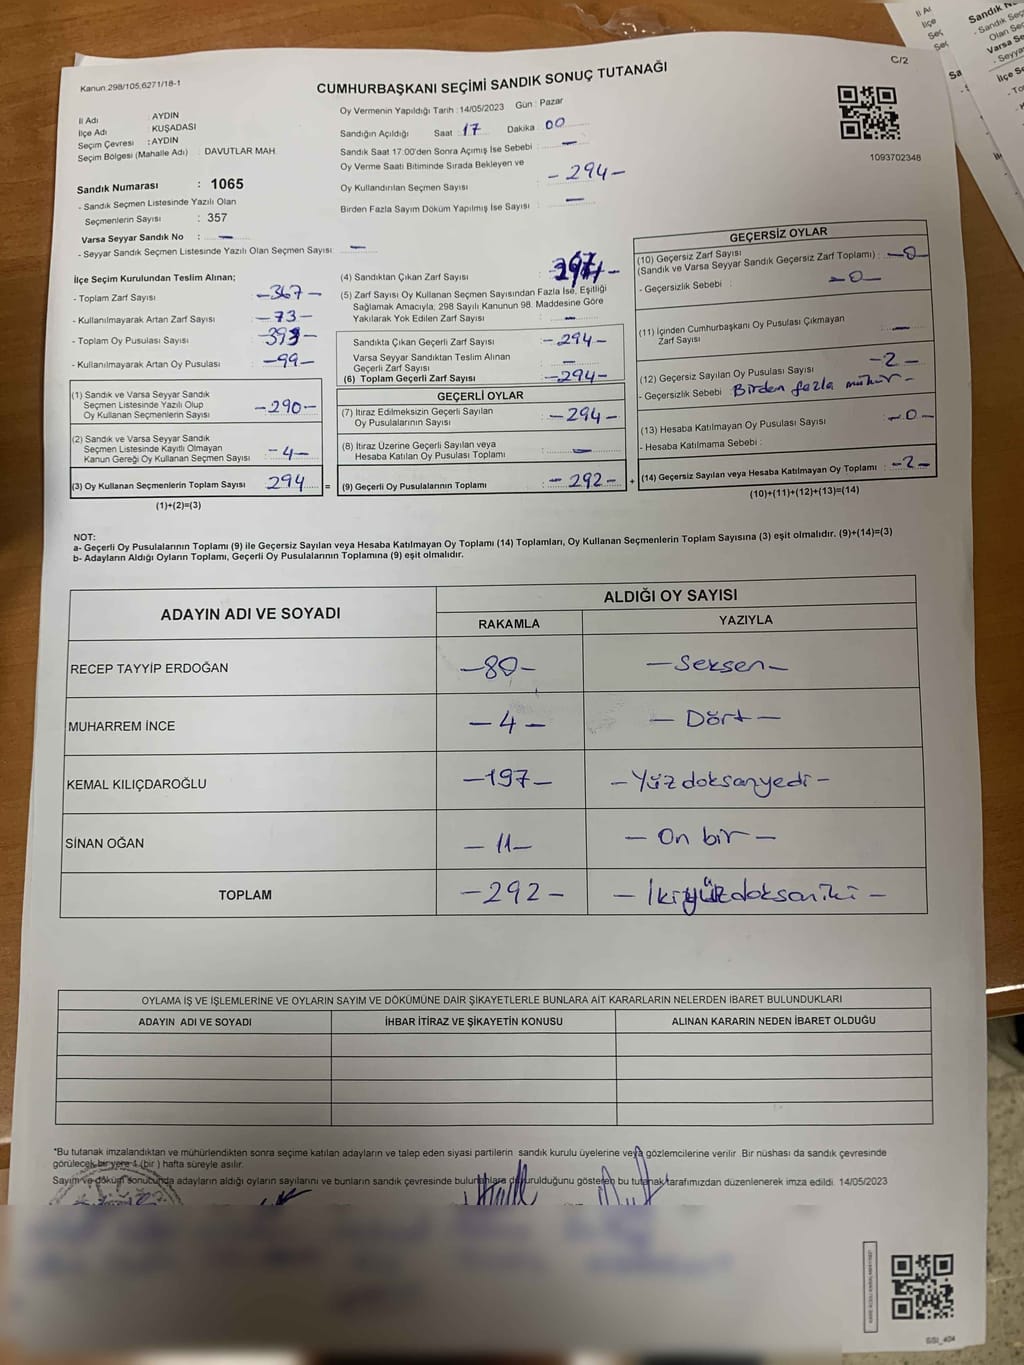 Kanun:298/105,6271/18-1
C/2
CUMHURBAŞKANI SEÇİMİ SANDIK SONUÇ TUTANAĞI
İl Adı : AYDIN
İlçe Adı : KUŞADASI
Seçim Çevresi : AYDIN
Seçim Bölgesi (Mahalle Adı) : DAVUTLAR MAH.
Oy Vermenin Yapıldığı Tarih : 14/05/2023 Gün : Pazar
Sandığın Açıldığı Saat : 17 Dakika : 00
Sandık Saat 17:00'den Sonra Açımış İse Sebebi : —
Oy Verme Saati Bitiminde Sırada Bekleyen ve
Oy Kullandırılan Seçmen Sayısı : - 294 -
Birden Fazla Sayım Döküm Yapılmış İse Sayısı : —
1093702348
Sandık Numarası : 1065
- Sandık Seçmen Listesinde Yazılı Olan
Seçmenlerin Sayısı : 357
Varsa Seyyar Sandık No : —
- Seyyar Sandık Seçmen Listesinde Yazılı Olan Seçmen Sayısı: —
İlçe Seçim Kurulundan Teslim Alınan;
- Toplam Zarf Sayısı : -367-
- Kullanılmayarak Artan Zarf Sayısı : -73-
- Toplam Oy Pusulası Sayısı : -393-
- Kullanılmayarak Artan Oy Pusulası : -99-
(1) Sandık ve Varsa Seyyar Sandık
Seçmen Listesinde Yazılı Olup
Oy Kullanan Seçmenlerin Sayısı : -290-
(2) Sandık ve Varsa Seyyar Sandık
Seçmen Listesinde Kayıtlı Olmayan
Kanun Gereği Oy Kullanan Seçmen Sayısı : -4-
(3) Oy Kullanan Seçmenlerin Toplam Sayısı : 294 =
(1)+(2)=(3)
(4) Sandıktan Çıkan Zarf Sayısı :
(5) Zarf Sayısı Oy Kullanan Seçmen Sayısından Fazla İse, Eşitliği
Sağlamak Amacıyla, 298 Sayılı Kanunun 98. Maddesine Göre
Yakılarak Yok Edilen Zarf Sayısı : —
Sandıkta Çıkan Geçerli Zarf Sayısı : -294-
Varsa Seyyar Sandıktan Teslim Alınan
Geçerli Zarf Sayısı : —
(6) Toplam Geçerli Zarf Sayısı : -294-
GEÇERLİ OYLAR
(7) İtiraz Edilmeksizin Geçerli Sayılan
Oy Pusulalarının Sayısı : -294-
(8) İtiraz Üzerine Geçerli Sayılan veya
Hesaba Katılan Oy Pusulası Toplamı : —
(9) Geçerli Oy Pusulalarının Toplamı : - 292 - +
GEÇERSİZ OYLAR
(10) Geçersiz Zarf Sayısı
(Sandık ve Varsa Seyyar Sandık Geçersiz Zarf Toplamı) : -0-
- Geçersizlik Sebebi : -0-
(11) İçinden Cumhurbaşkanı Oy Pusulası Çıkmayan
Zarf Sayısı : —
(12) Geçersiz Sayılan Oy Pusulası Sayısı : -2-
- Geçersizlik Sebebi : Birden fazla mühür -
(13) Hesaba Katılmayan Oy Pusulası Sayısı : -0-
- Hesaba Katılmama Sebebi :
(14) Geçersiz Sayılan veya Hesaba Katılmayan Oy Toplamı : -2-
(10)+(11)+(12)+(13)=(14)
NOT:
a- Geçerli Oy Pusulalarının Toplamı (9) ile Geçersiz Sayılan veya Hesaba Katılmayan Oy Toplamı (14) Toplamları, Oy Kullanan Seçmenlerin Toplam Sayısına (3) eşit olmalıdır. (9)+(14)=(3)
b- Adayların Aldığı Oyların Toplamı, Geçerli Oy Pusulalarının Toplamına (9) eşit olmalıdır.
ADAYIN ADI VE SOYADI ALDIĞI OY SAYISI
RAKAMLA YAZIYLA
RECEP TAYYİP ERDOĞAN -80- - Seksen -
MUHARREM İNCE - 4 - - Dört -
KEMAL KILIÇDAROĞLU -197- - Yüzdoksanyedi -
SİNAN OĞAN - 11 - - On bir -
TOPLAM -292- - İkiyüzdoksaniki -
OYLAMA İŞ VE İŞLEMLERİNE VE OYLARIN SAYIM VE DÖKÜMÜNE DAİR ŞİKAYETLERLE BUNLARA AİT KARARLARIN NELERDEN İBARET BULUNDUKLARI
ADAYIN ADI VE SOYADI İHBAR İTİRAZ VE ŞİKAYETİN KONUSU ALINAN KARARIN NEDEN İBARET OLDUĞU
*Bu tutanak imzalandıktan ve mühürlendikten sonra seçime katılan adayların ve talep eden siyasi partilerin sandık kurulu üyelerine veya gözlemcilerine verilir. Bir nüshası da sandık çevresinde
görülecek bir yere 1 (bir ) hafta süreyle asılır.
Sayım ve döküm sonucunda adayların aldığı oyların sayılarını ve bunların sandık çevresinde bulunanlara duyurulduğunu gösteren bu tutanak tarafımızdan düzenlenerek imza edildi. 14/05/2023